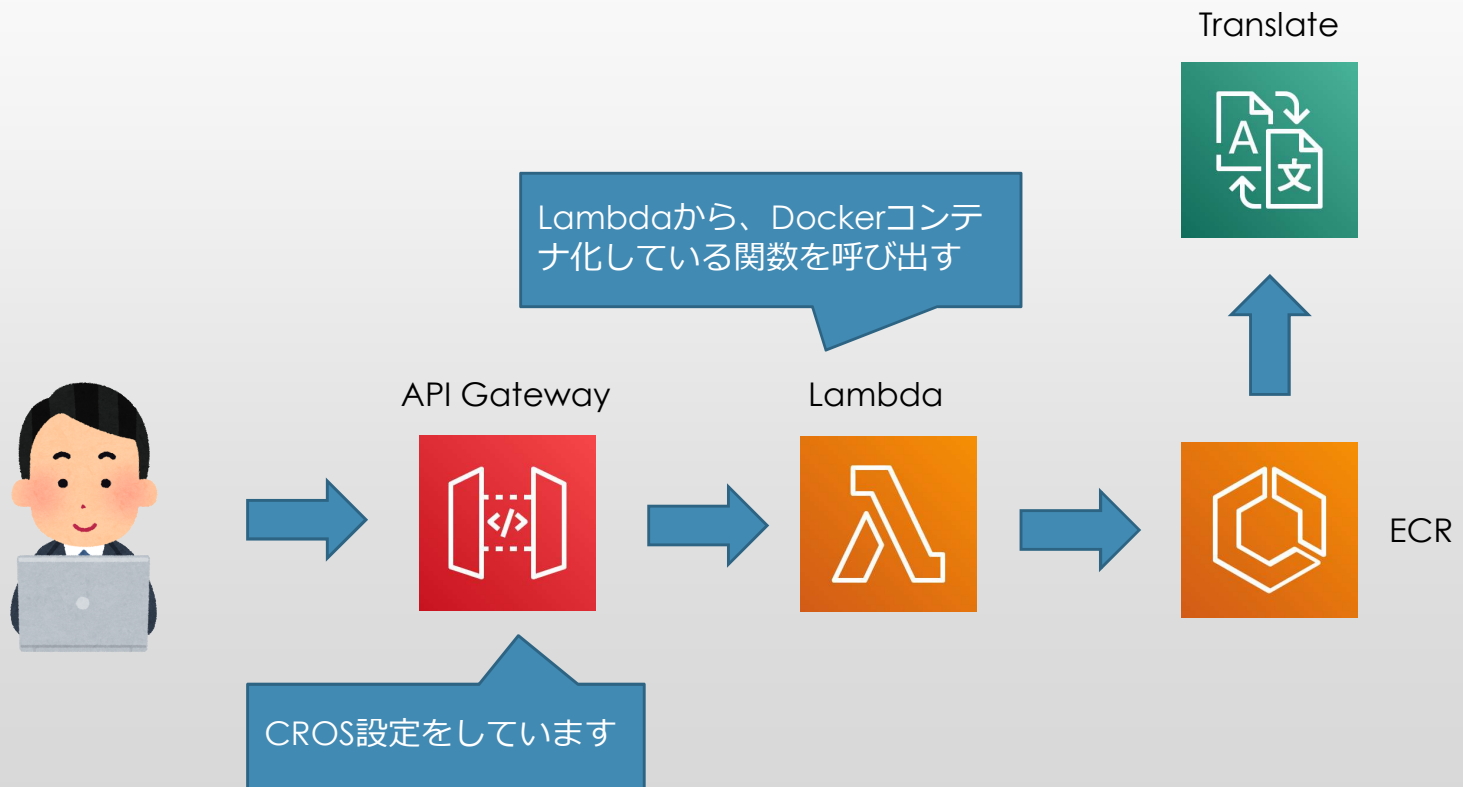 Translate
Lambdaから、Dockerコンテ
ナ化している関数を呼び出す
API Gateway
Lambda
ECR
CROS設定をしています
A
文
</>